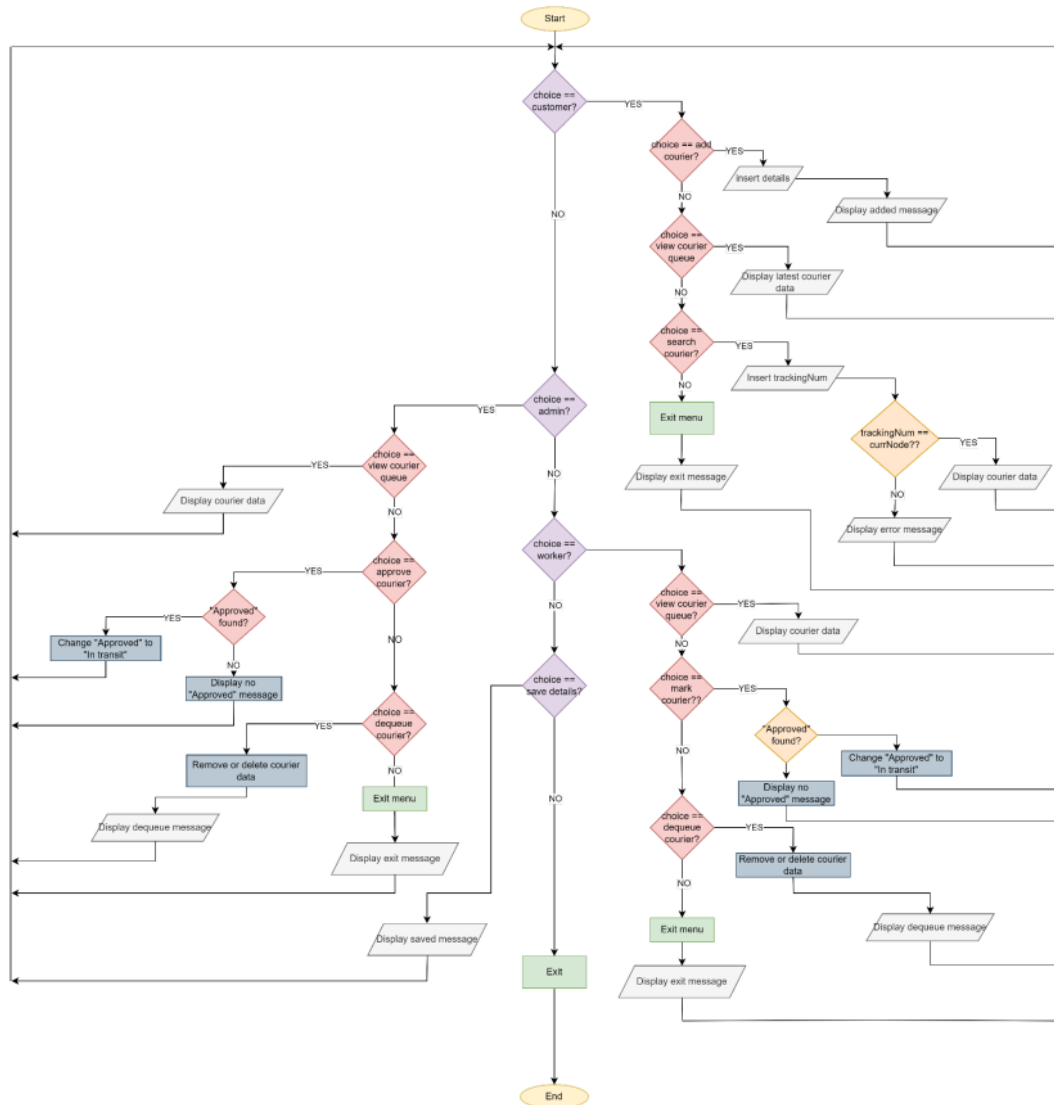 Start
choice ==
customer?
YES
choice == add
courier?
YES
Insert details
Display added message
NO
NO
choice ==
view courier
queue
YES
Display latest courier
data
NO
choice ==
search
courier?
YES
Insert trackingNum
NO
Exit menu
Display exit message
trackingNum ==
currNode??
YES
Display courier data
NO
Display error message
choice ==
admin?
YES
choice ==
view courier
queue
YES
Display courier data
NO
choice ==
approve
courier?
YES
"Approved"
found?
YES
Change "Approved" to
"In transit"
NO
Display no
"Approved" message
NO
choice ==
dequeue
courier?
YES
Remove or delete courier
data
Display dequeue message
NO
Exit menu
Display exit message
NO
choice ==
worker?
YES
choice ==
view courier
queue?
YES
Display courier data
NO
choice ==
mark
courier??
YES
"Approved"
found?
YES
Change "Approved" to
"In transit"
NO
Display no
"Approved" message
NO
choice ==
dequeue
courier?
YES
Remove or delete courier
data
Display dequeue message
NO
Exit menu
Display exit message
NO
choice ==
save details?
Display saved message
NO
Exit
End